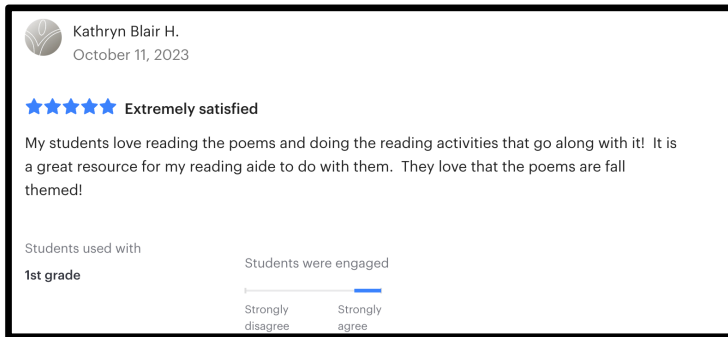 Kathryn Blair H.
October 11, 2023
Extremely satisfied
My students love reading the poems and doing the reading activities that go along with it! It is
a great resource for my reading aide to do with them. They love that the poems are fall
themed!
Students used with
1st grade
Students were engaged
Strongly disagree
Strongly agree